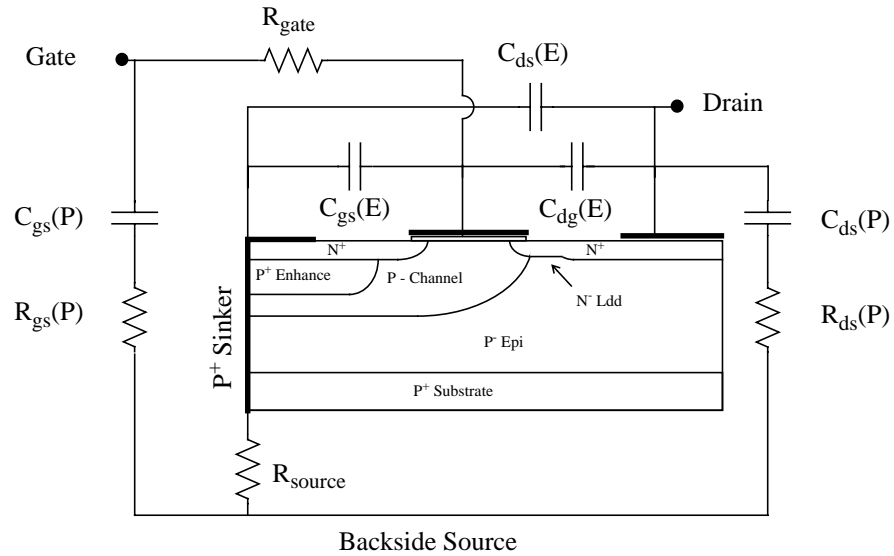 R_gate
C_ds(E)
Gate
Drain
C_gs(E)
C_dg(E)
C_gs(P)
C_ds(P)
N⁺
N⁺
P⁺ Enhance
P - Channel
N⁻ Ldd
R_gs(P)
R_ds(P)
P⁺ Sinker
P⁻ Epi
P⁺ Substrate
R_source
Backside Source